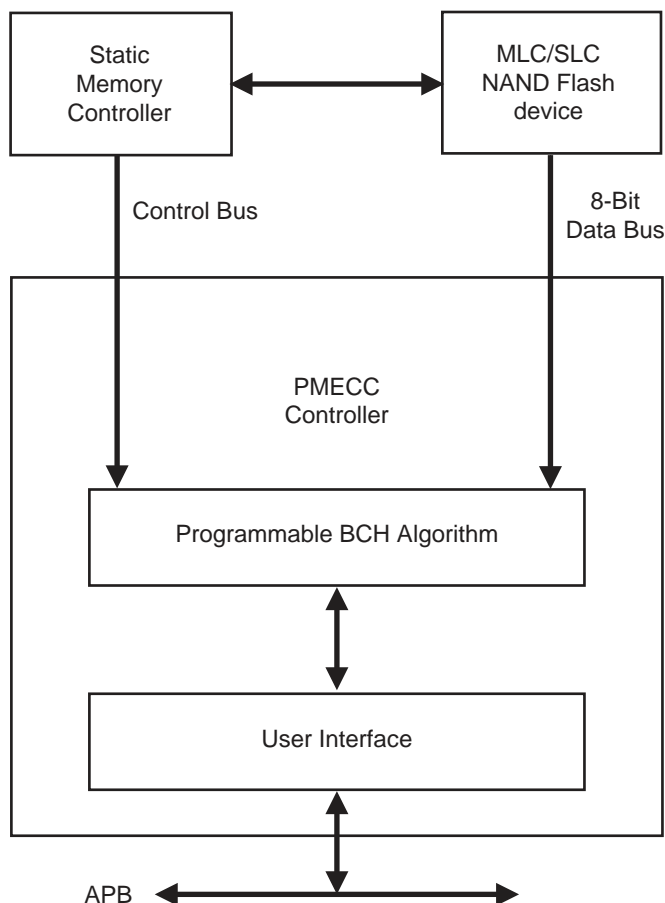 Static
Memory
Controller
MLC/SLC
NAND Flash
device
Control Bus
8-Bit
Data Bus
PMECC
Controller
Programmable BCH Algorithm
User Interface
APB